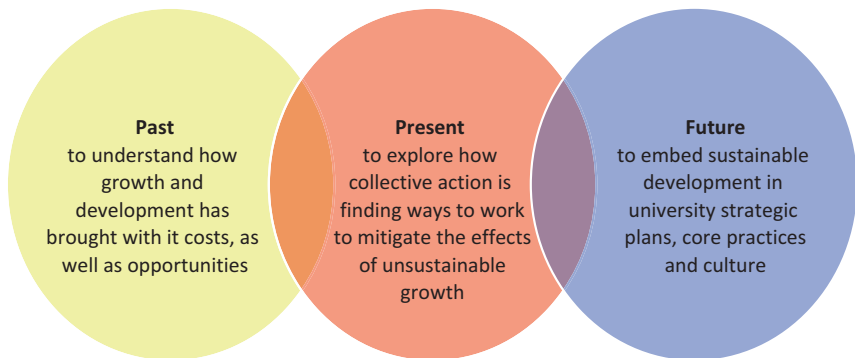 Past
to understand how
growth and
development has
brought with it costs, as
well as opportunities
Present
to explore how
collective action is
finding ways to work
to mitigate the effects
of unsustainable
growth
Future
to embed sustainable
development in
university strategic
plans, core practices
and culture